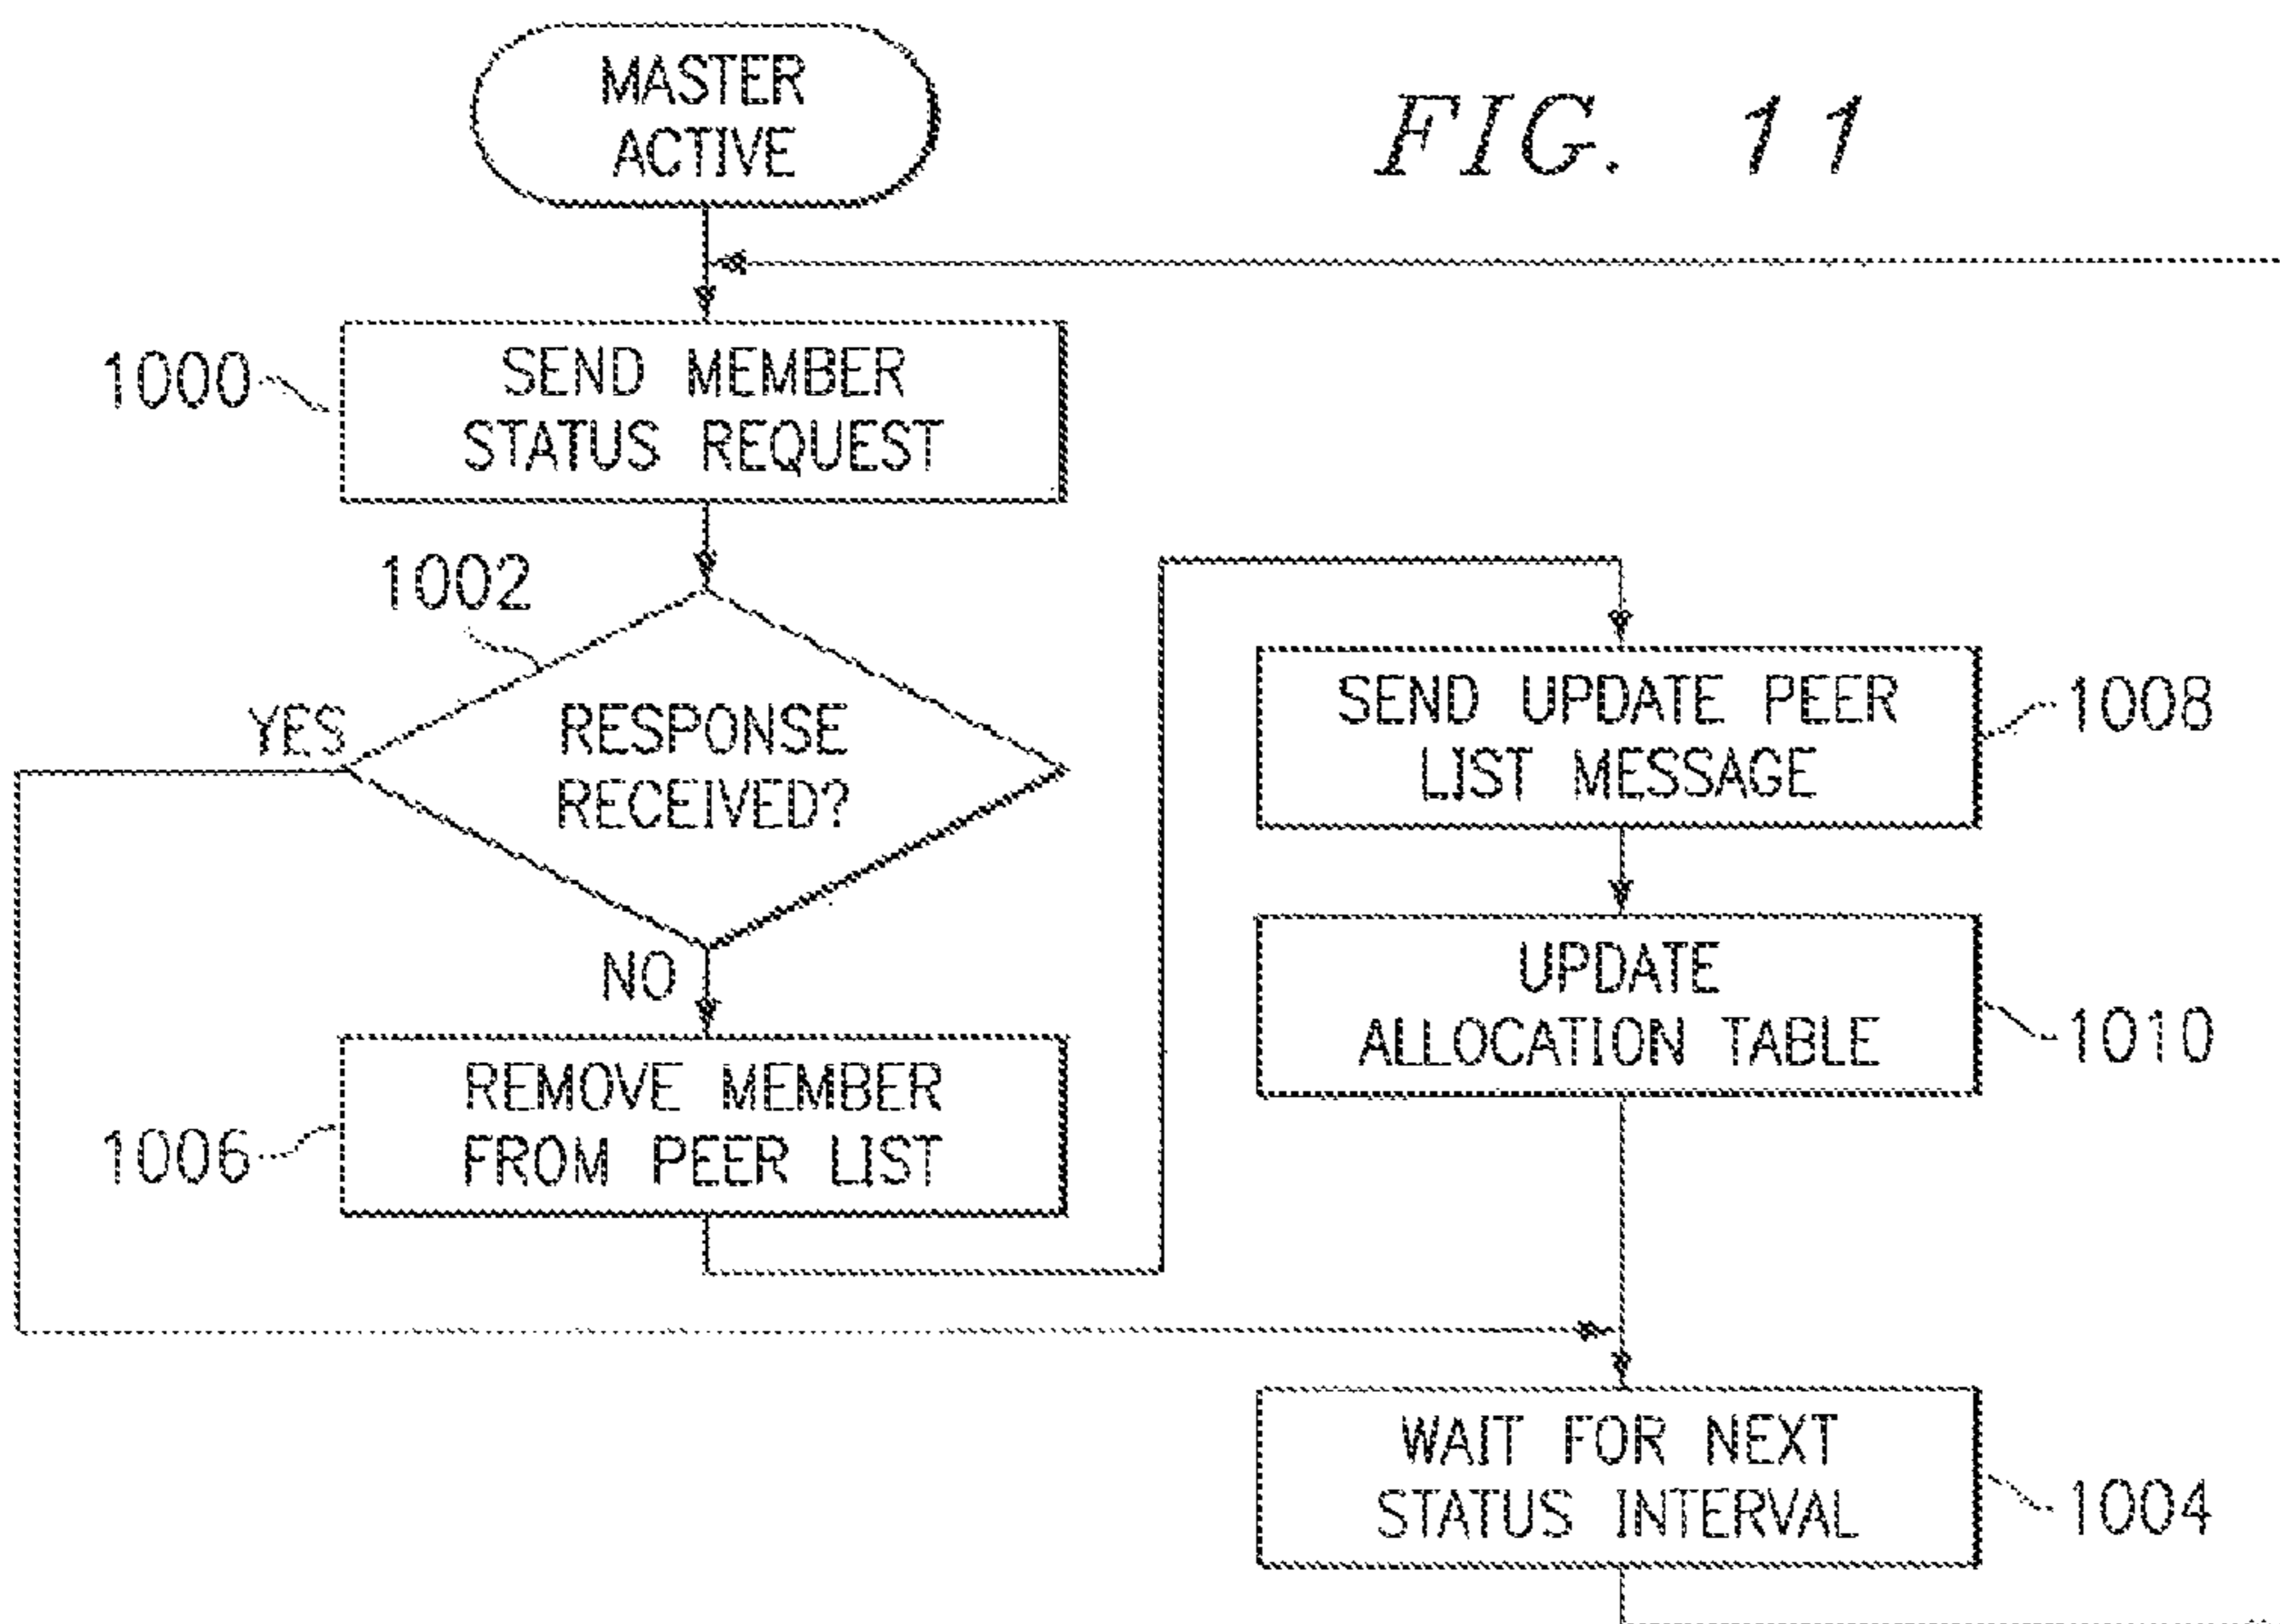 MASTER
ACTIVE
FIG. 11
1000
SEND MEMBER
STATUS REQUEST
1002
YES
RESPONSE
RECEIVED?
NO
1006
REMOVE MEMBER
FROM PEER LIST
SEND UPDATE PEER
LIST MESSAGE
1008
UPDATE
ALLOCATION TABLE
1010
WAIT FOR NEXT
STATUS INTERVAL
1004